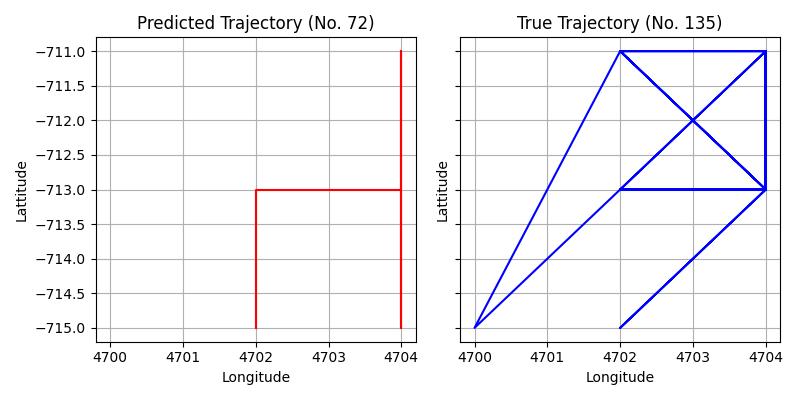 Predicted Trajectory (No. 72)
True Trajectory (No. 135)
−711.0
−711.5
−712.0
−712.5
−713.0
−713.5
−714.0
−714.5
−715.0
Lattitude
Lattitude
4700 4701 4702 4703 4704
4700 4701 4702 4703 4704
Longitude
Longitude